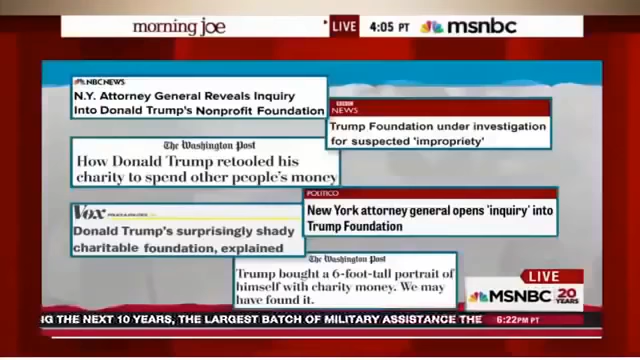 morning joe
LIVE
4:05 PT
msnbc
NBCNEWS
N.Y. Attorney General Reveals Inquiry
Into Donald Trump's Nonprofit Foundation
BBC
NEWS
Trump Foundation under investigation
for suspected 'impropriety'
The Washington Post
How Donald Trump retooled his
charity to spend other people's money
POLITICO
New York attorney general opens 'inquiry' into
Trump Foundation
Vox
Donald Trump's surprisingly shady
charitable foundation, explained
The Washington Post
Trump bought a 6-foot-tall portrait of
himself with charity money. We may
have found it.
LIVE
MSNBC
20
YEARS
NG THE NEXT 10 YEARS, THE LARGEST BATCH OF MILITARY ASSISTANCE THE
6:22PM PT